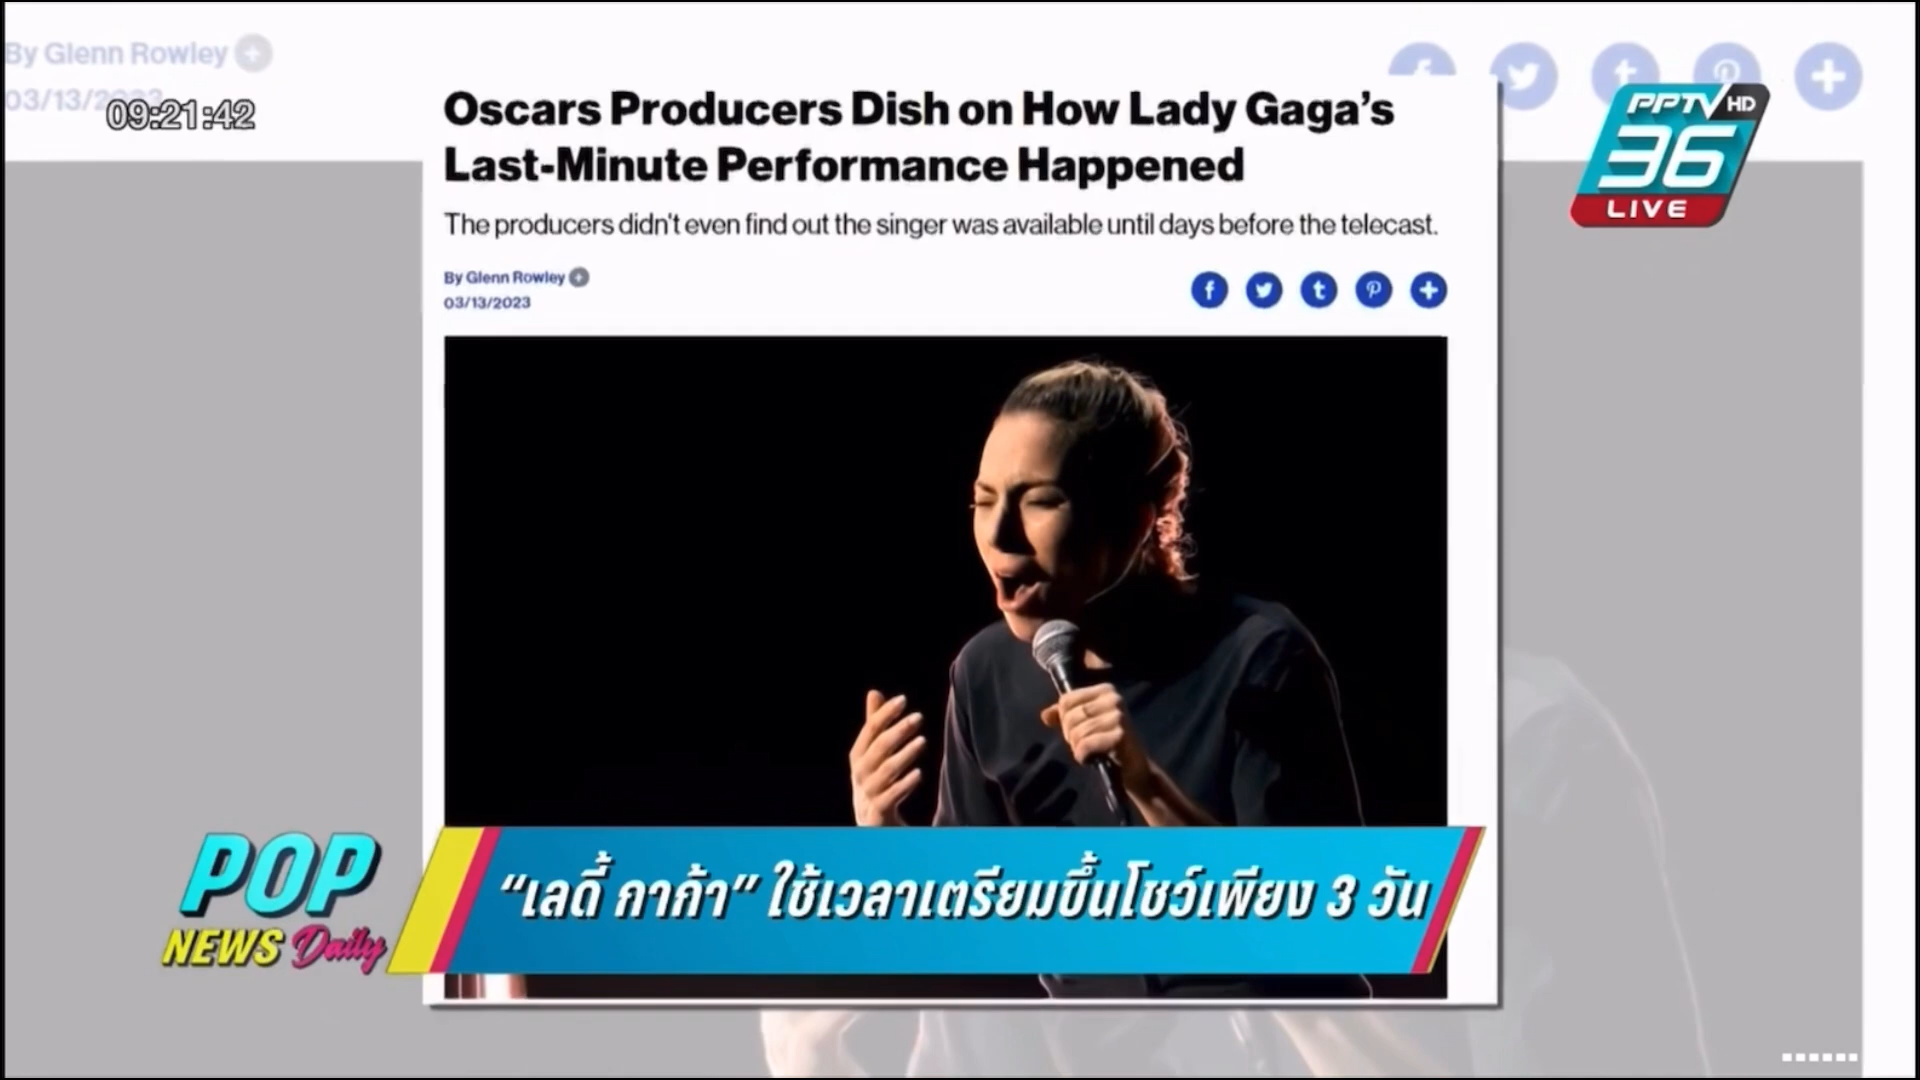 By Glenn Rowley
03/13/2023
09:21:42
Oscars Producers Dish on How Lady Gaga’s
Last-Minute Performance Happened
The producers didn't even find out the singer was available until days before the telecast.
By Glenn Rowley
03/13/2023
PPTV HD
36
LIVE
POP
NEWS Daily
“เลดี้ กาก้า” ใช้เวลาเตรียมขึ้นโชว์เพียง 3 วัน